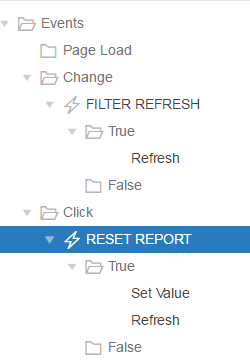 Events
Page Load
Change
FILTER REFRESH
True
Refresh
False
Click
RESET REPORT
True
Set Value
Refresh
False